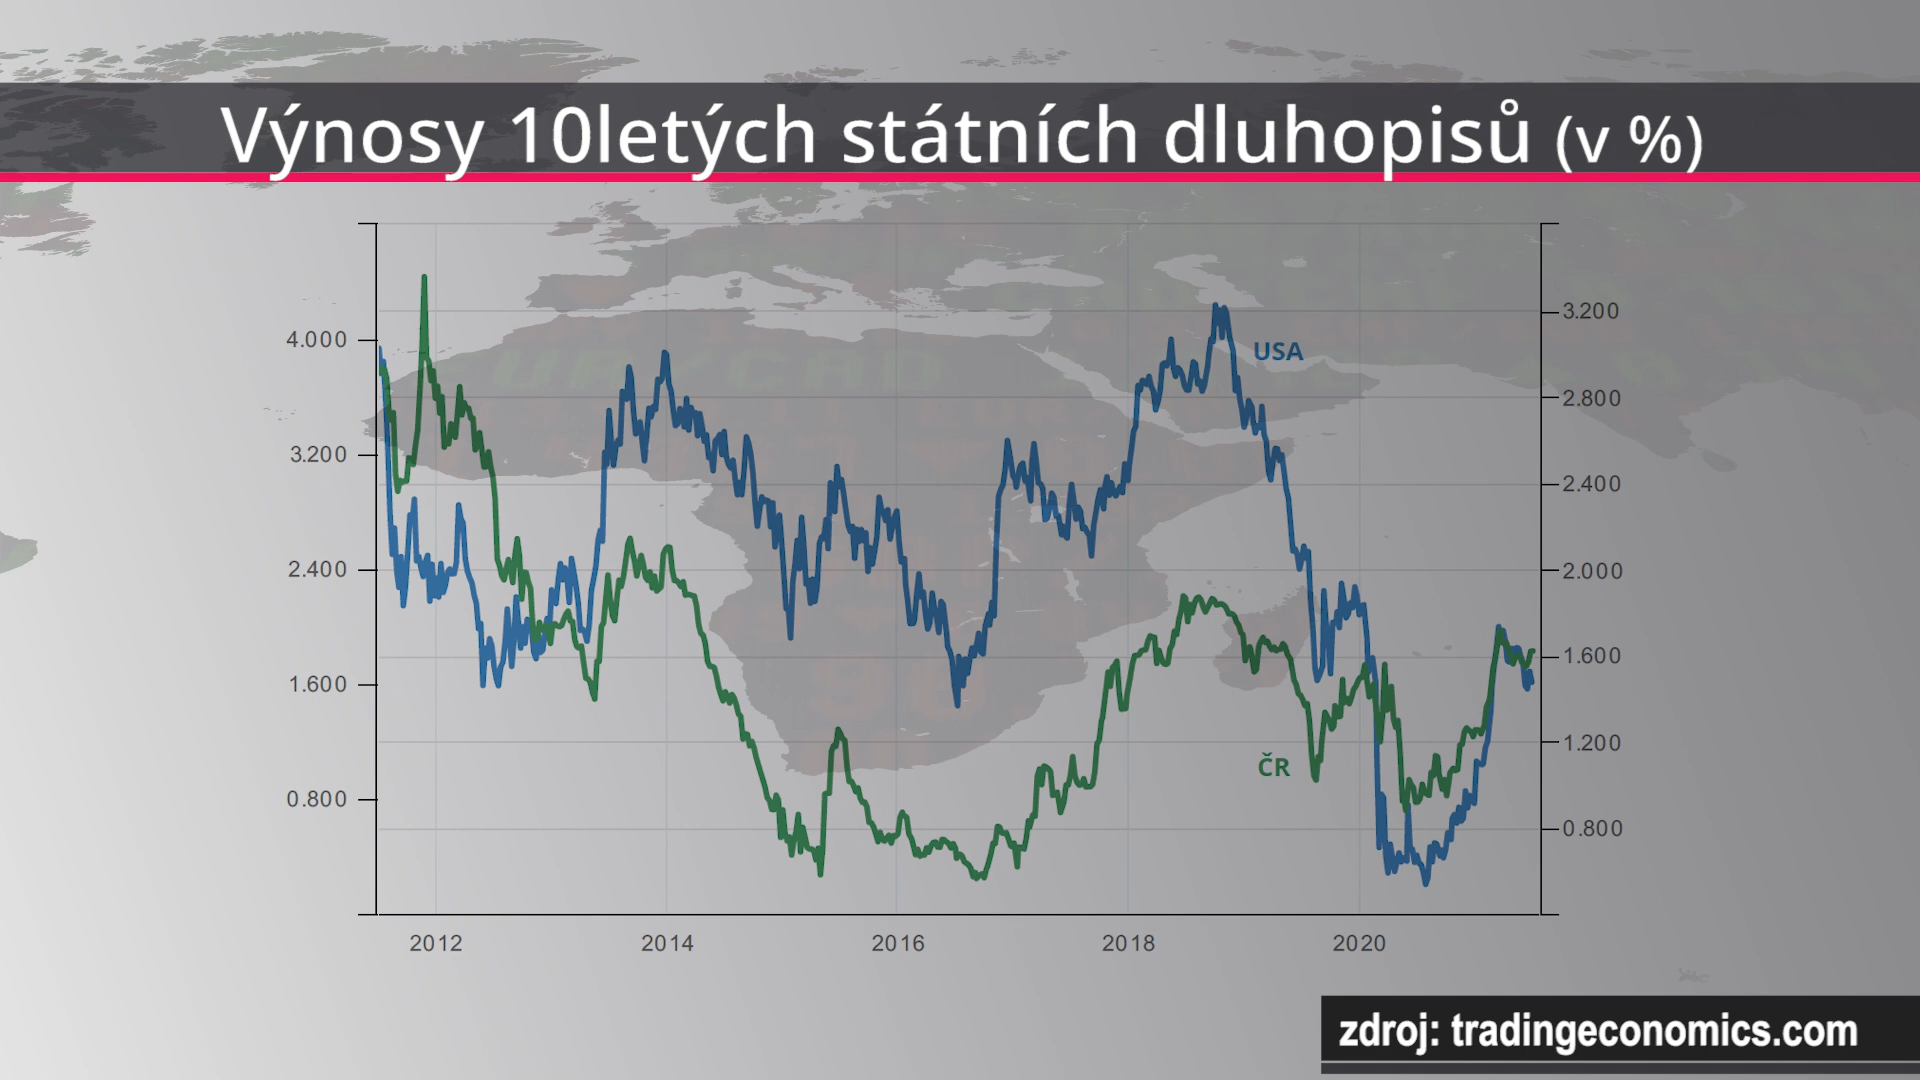 Výnosy 10letých státních dluhopisů (v %)
4.000
3.200
2.400
1.600
0.800
USA
ČR
3.200
2.800
2.400
2.000
1.600
1.200
0.800
2012 2014 2016 2018 2020
zdroj: tradingeconomics.com